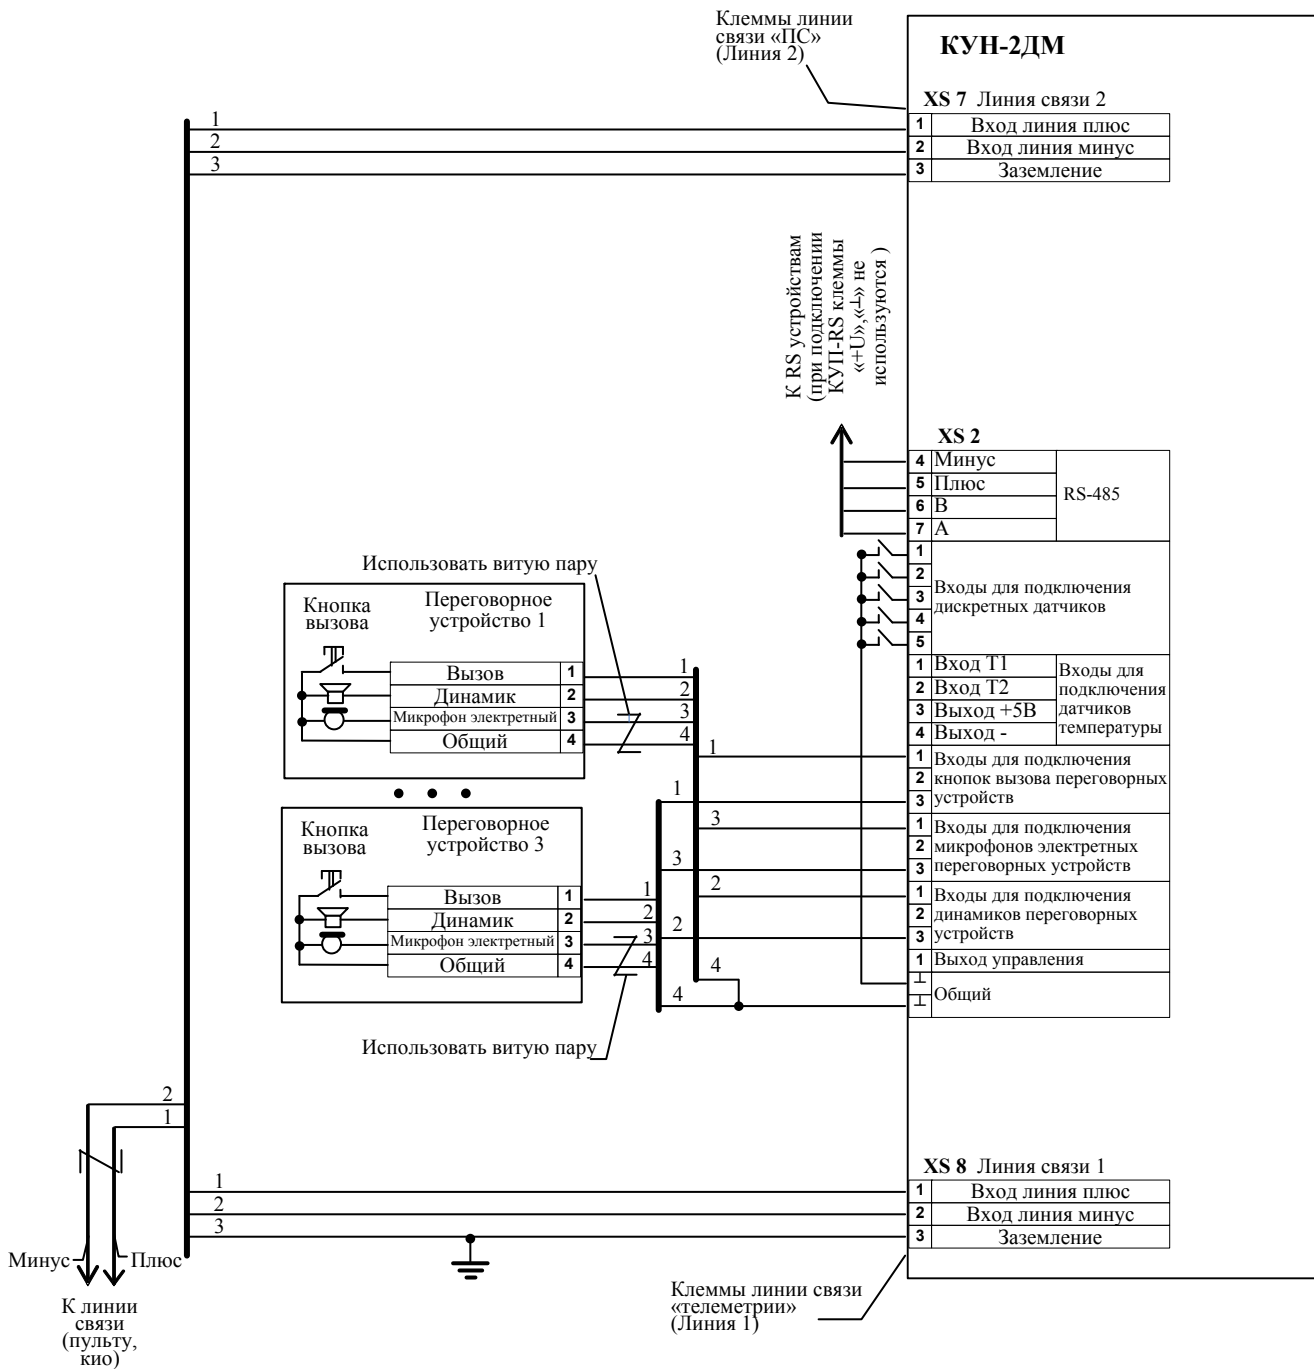 Клеммы линии
связи «ПС»
(Линия 2)
КУН-2ДМ
XS 7 Линия связи 2
1 Вход линия плюс
2 Вход линия минус
3 Заземление
1
2
3
К RS устройствам
(при подключении
КУП-RS клеммы
«+U»,«┴» не
используются )
XS 2
4 Минус
5 Плюс
6 B
7 A
RS-485
1
2
3
4
5
Входы для подключения
дискретных датчиков
1 Вход Т1
2 Вход Т2
3 Выход +5В
4 Выход -
Входы для
подключения
датчиков
температуры
1
2
3
Входы для подключения
кнопок вызова переговорных
устройств
1
2
3
Входы для подключения
микрофонов электретных
переговорных устройств
1
2
3
Входы для подключения
динамиков переговорных
устройств
1 Выход управления
⊥
⊥
Общий
Использовать витую пару
Кнопка
вызова
Переговорное
устройство 1
Вызов 1
Динамик 2
Микрофон электретный 3
Общий 4
1
2
3
4
1
1
3
3
2
2
4
4
Кнопка
вызова
Переговорное
устройство 3
Вызов 1
Динамик 2
Микрофон электретный 3
Общий 4
1
2
3
4
Использовать витую пару
2
1
Минус
Плюс
К линии
связи
(пульту,
кио)
1
2
3
XS 8 Линия связи 1
1 Вход линия плюс
2 Вход линия минус
3 Заземление
Клеммы линии связи
«телеметрии»
(Линия 1)